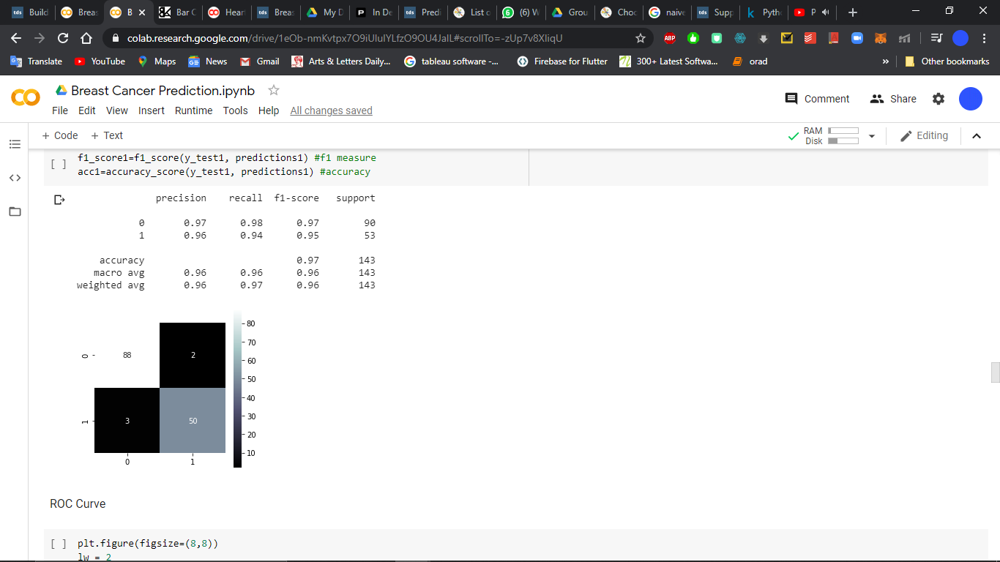 Build
Breas
B
Bar C
Hear
Breas
My D
In De
Predi
List o
(6) W
Grou
Choc
naive
Supp
Pyth
P
colab.research.google.com/drive/
Translate
YouTube
Maps
News
Gmail
Arts & Letters Daily...
tableau software -...
Firebase for Flutter
300+ Latest Softwa...
orad
»
Other bookmarks
Breast Cancer Prediction.ipynb
Comment
Share
File Edit View Insert Runtime Tools Help All changes saved
+ Code + Text
RAM
Disk
Editing
f1_score1=f1_score(y_test1, predictions1) #f1 measure
[ ]
acc1=accuracy_score(y_test1, predictions1) #accuracy
precision recall f1-score support
0 0.97 0.98 0.97 90
1 0.96 0.94 0.95 53
accuracy 0.97 143
macro avg 0.96 0.96 0.96 143
weighted avg 0.96 0.97 0.96 143
80
70
60
0 88 2
50
40
30
1 3 50
20
10
0 1
ROC Curve
[ ] plt.figure(figsize=(8,8))
lw = 2